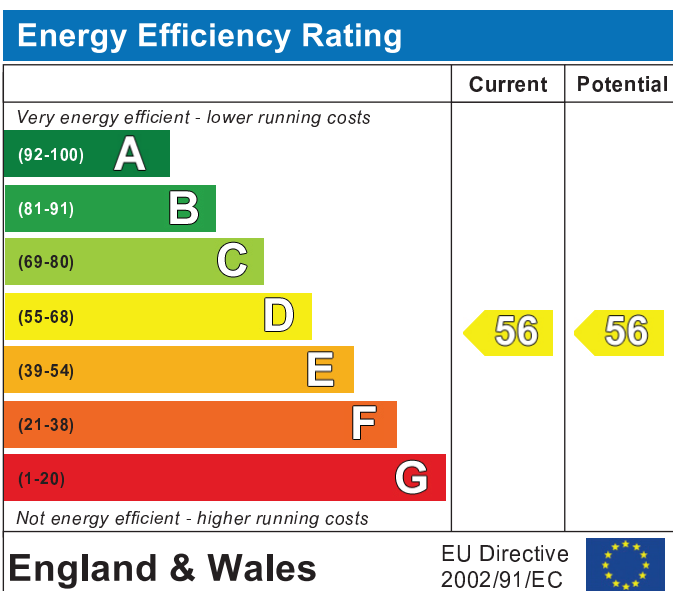 Energy Efficiency Rating
Current Potential
Very energy efficient - lower running costs
(92-100) A
(81-91) B
(69-80) C
(55-68) D
56 56
(39-54) E
(21-38) F
(1-20) G
Not energy efficient - higher running costs
England & Wales
EU Directive
2002/91/EC